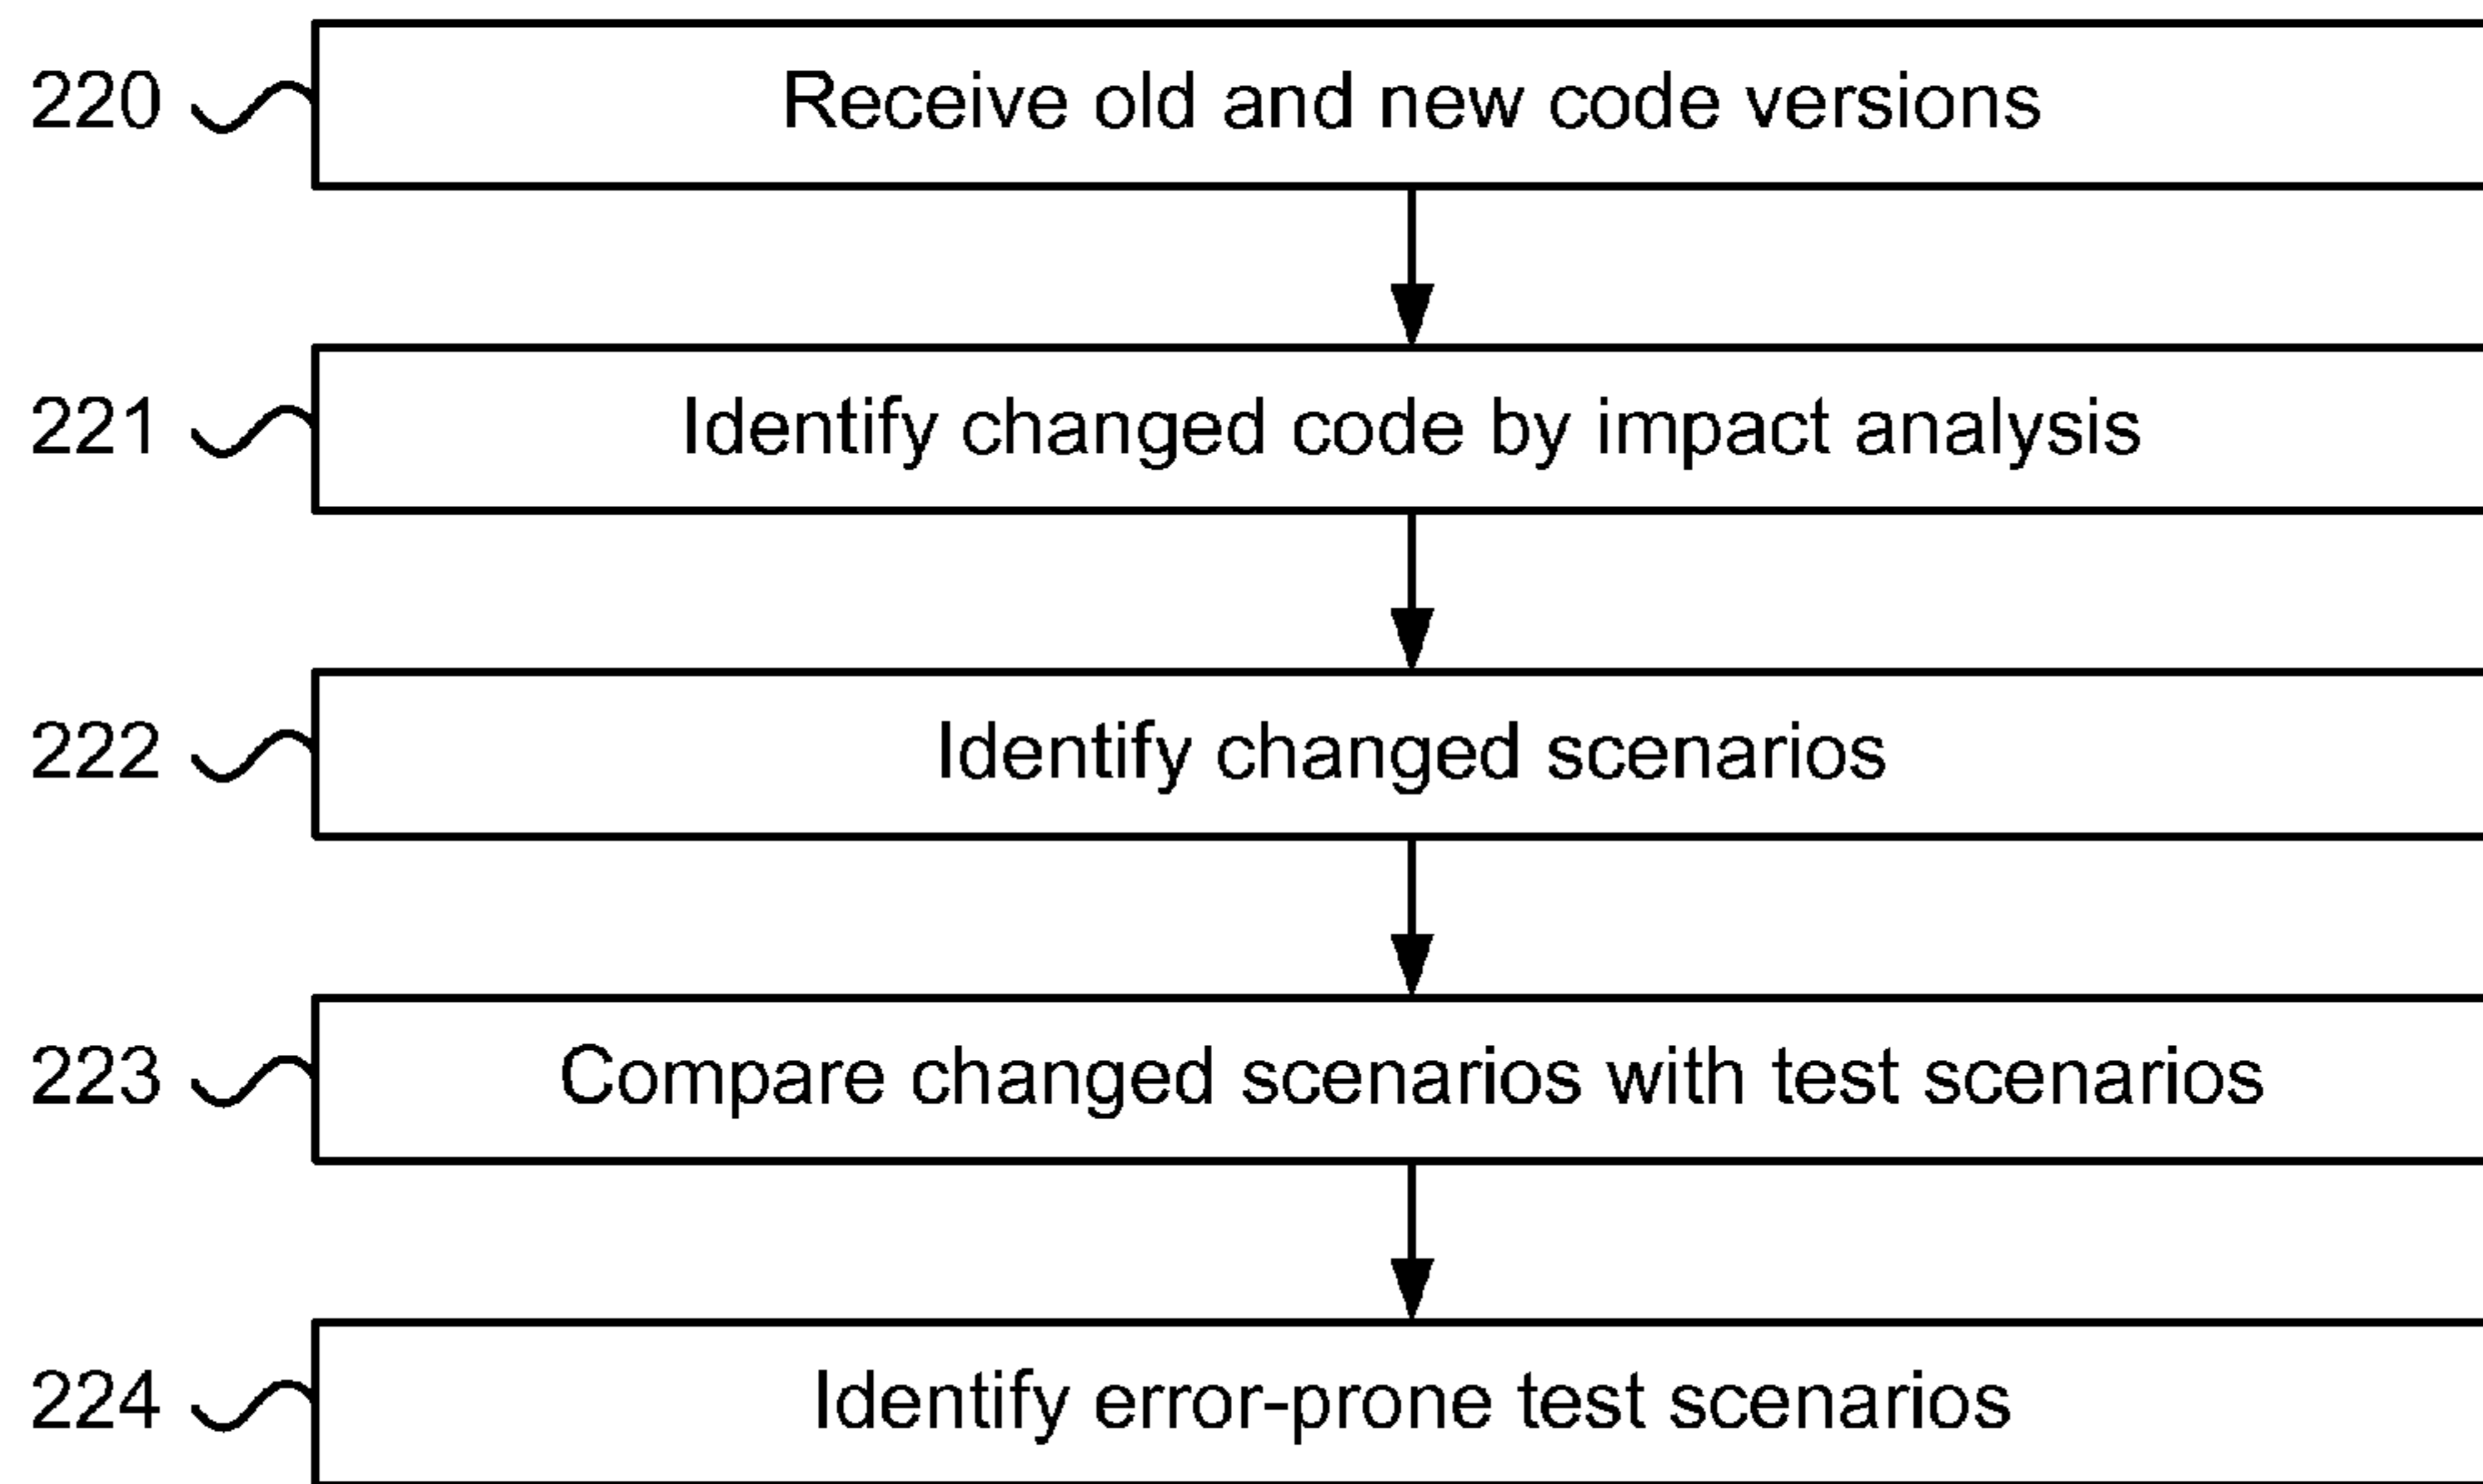 220 Receive old and new code versions
221 Identify changed code by impact analysis
222 Identify changed scenarios
223 Compare changed scenarios with test scenarios
224 Identify error-prone test scenarios